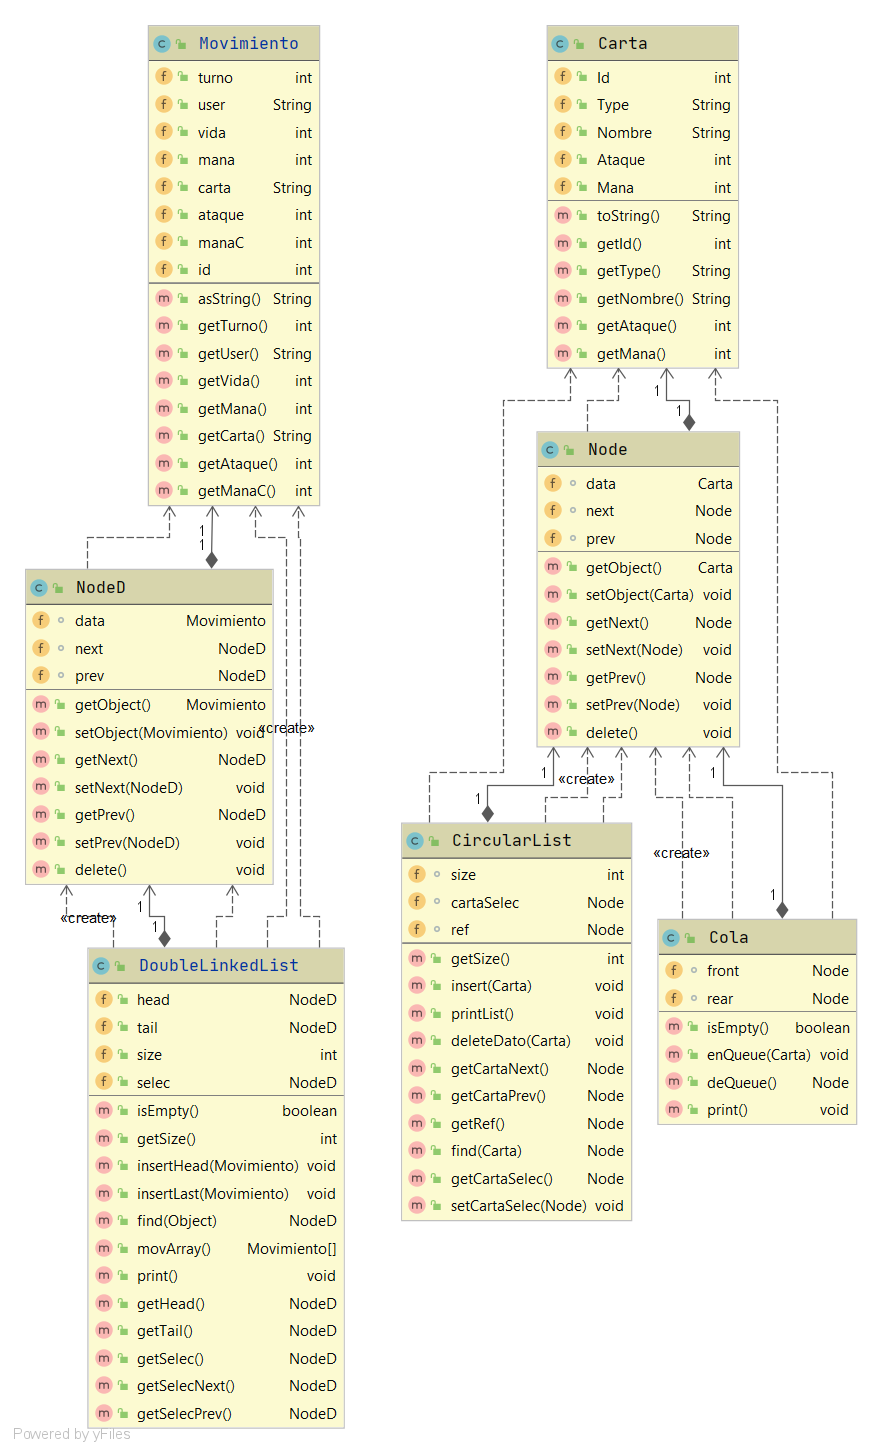 Movimiento
turno int
user String
vida int
mana int
carta String
ataque int
manaC int
id int
asString() String
getTurno() int
getUser() String
getVida() int
getMana() int
getCarta() String
getAtaque() int
getManaC() int
1
1
NodeD
data Movimiento
next NodeD
prev NodeD
getObject() Movimiento
setObject(Movimiento) void
getNext() NodeD
setNext(NodeD) void
getPrev() NodeD
setPrev(NodeD) void
delete() void
«create»
«create»
1
1
DoubleLinkedList
head NodeD
tail NodeD
size int
selec NodeD
isEmpty() boolean
getSize() int
insertHead(Movimiento) void
insertLast(Movimiento) void
find(Object) NodeD
movArray() Movimiento[]
print() void
getHead() NodeD
getTail() NodeD
getSelec() NodeD
getSelecNext() NodeD
getSelecPrev() NodeD
Carta
Id int
Type String
Nombre String
Ataque int
Mana int
toString() String
getId() int
getType() String
getNombre() String
getAtaque() int
getMana() int
1
1
Node
data Carta
next Node
prev Node
getObject() Carta
setObject(Carta) void
getNext() Node
setNext(Node) void
getPrev() Node
setPrev(Node) void
delete() void
1
«create»
1
1
«create»
1
CircularList
size int
cartaSelec Node
ref Node
getSize() int
insert(Carta) void
printList() void
deleteDato(Carta) void
getCartaNext() Node
getCartaPrev() Node
getRef() Node
find(Carta) Node
getCartaSelec() Node
setCartaSelec(Node) void
Cola
front Node
rear Node
isEmpty() boolean
enQueue(Carta) void
deQueue() Node
print() void
Powered by yFiles